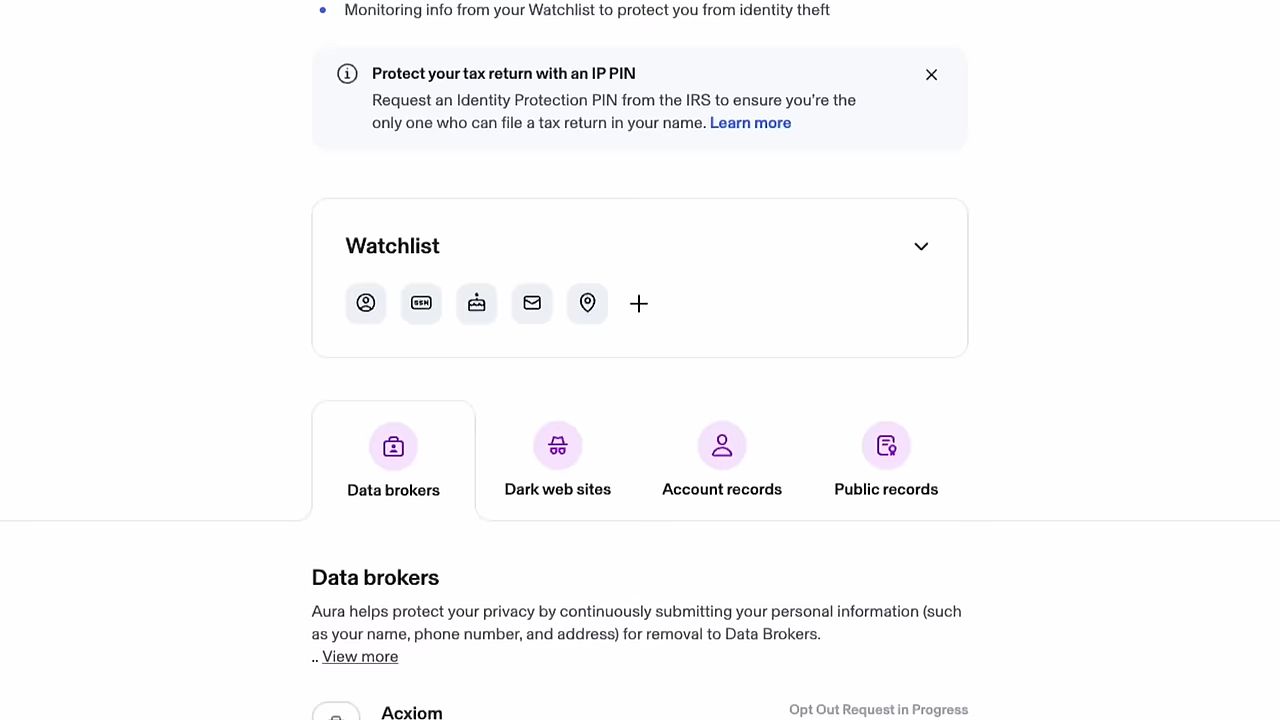 Monitoring info from your Watchlist to protect you from identity theft
Protect your tax return with an IP PIN
Request an Identity Protection PIN from the IRS to ensure you're the
only one who can file a tax return in your name. Learn more
Watchlist
SSN
Data brokers
Dark web sites
Account records
Public records
Data brokers
Aura helps protect your privacy by continuously submitting your personal information (such
as your name, phone number, and address) for removal to Data Brokers.
.. View more
Acxiom
Opt Out Request in Progress